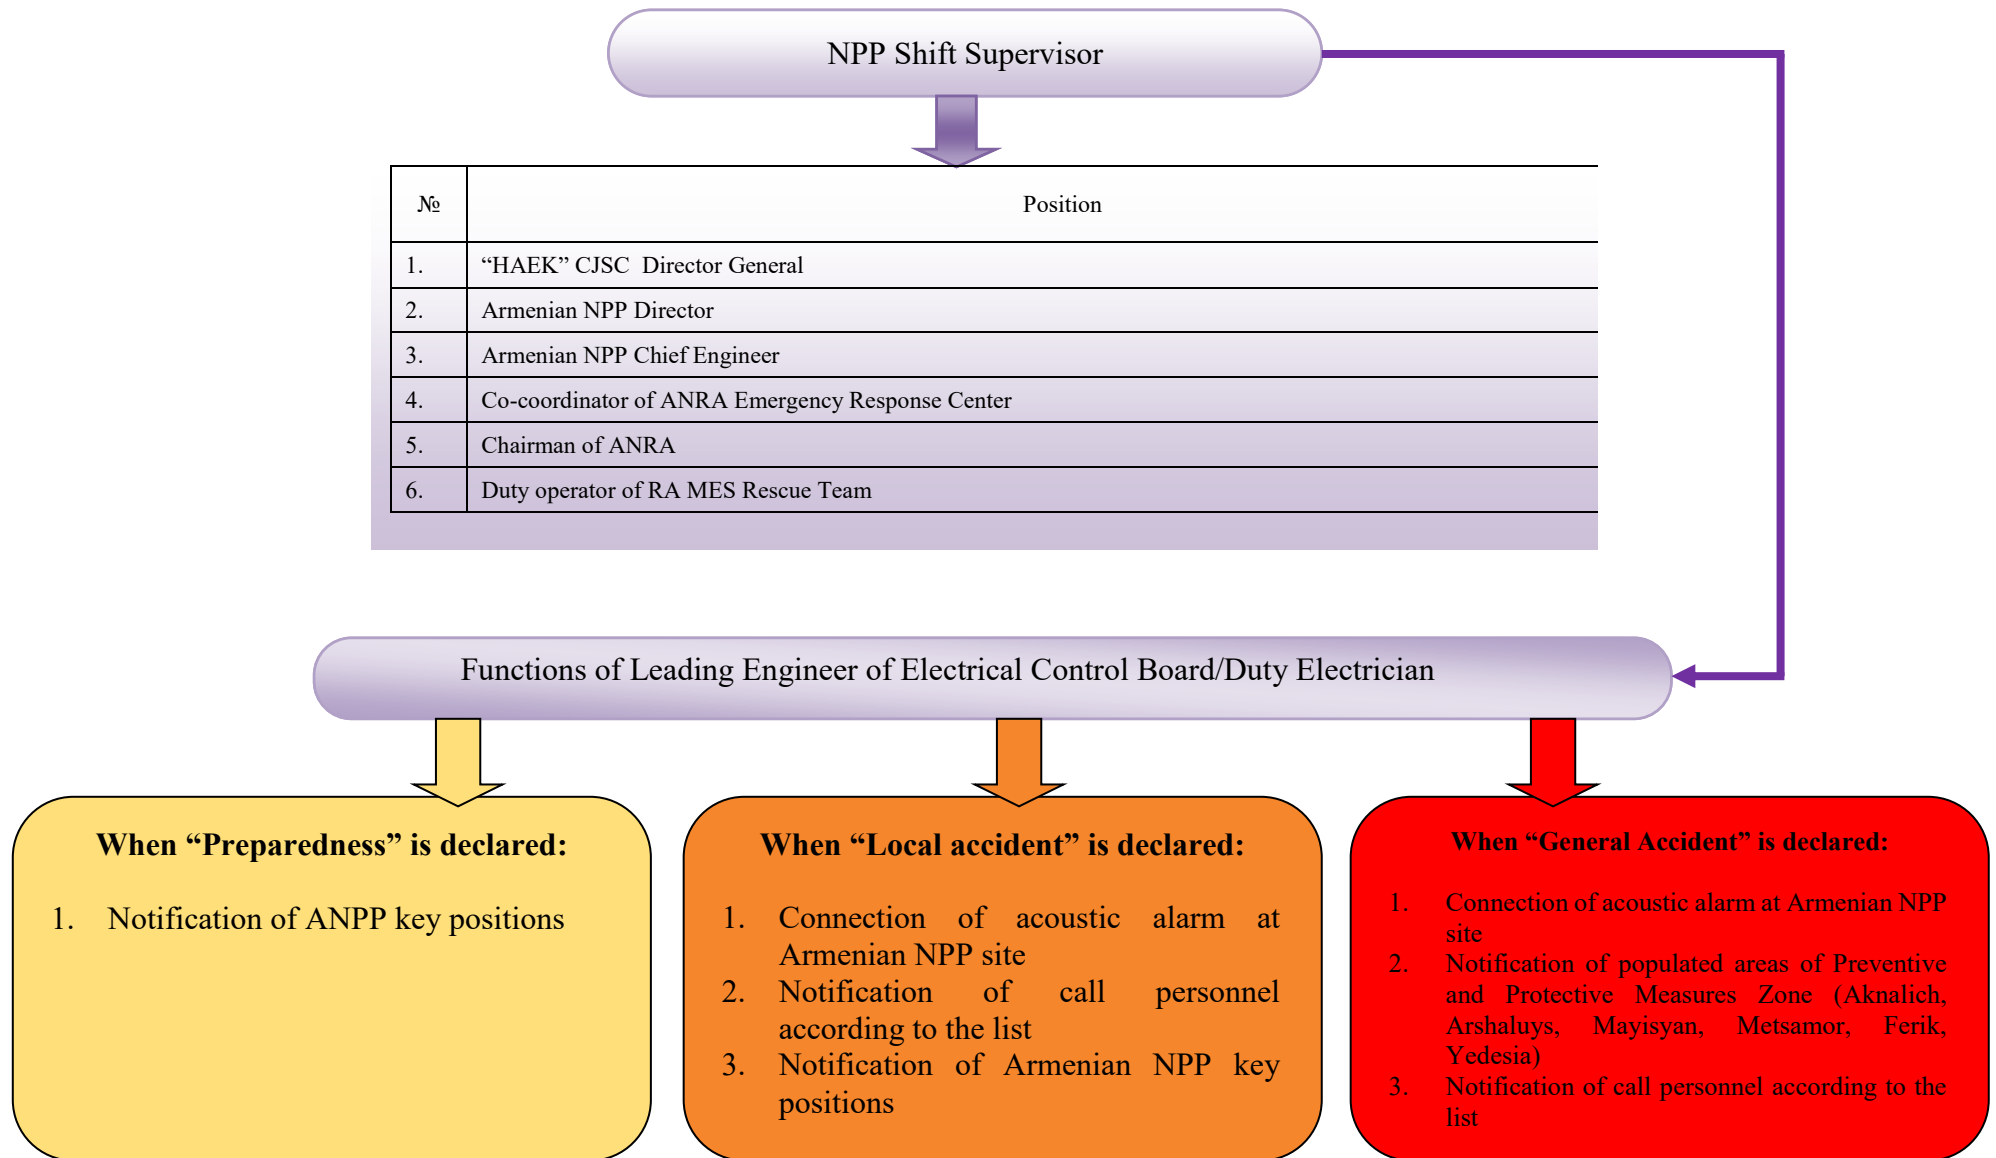 NPP Shift Supervisor
№ Position
1. “HAEK” CJSC  Director General
2. Armenian NPP Director
3. Armenian NPP Chief Engineer
4. Co-coordinator of ANRA Emergency Response Center
5. Chairman of ANRA
6. Duty operator of RA MES Rescue Team
Functions of Leading Engineer of Electrical Control Board/Duty Electrician
When “Preparedness” is declared:
1. Notification of ANPP key positions
When “Local accident” is declared:
1. Connection of acoustic alarm at
Armenian NPP site
2. Notification of call personnel
according to the list
3. Notification of Armenian NPP key
positions
When “General Accident” is declared:
1. Connection of acoustic alarm at Armenian NPP
site
2. Notification of populated areas of Preventive
and Protective Measures Zone (Aknalich,
Arshaluys, Mayisyan, Metsamor, Ferik,
Yedesia)
3. Notification of call personnel according to the
list